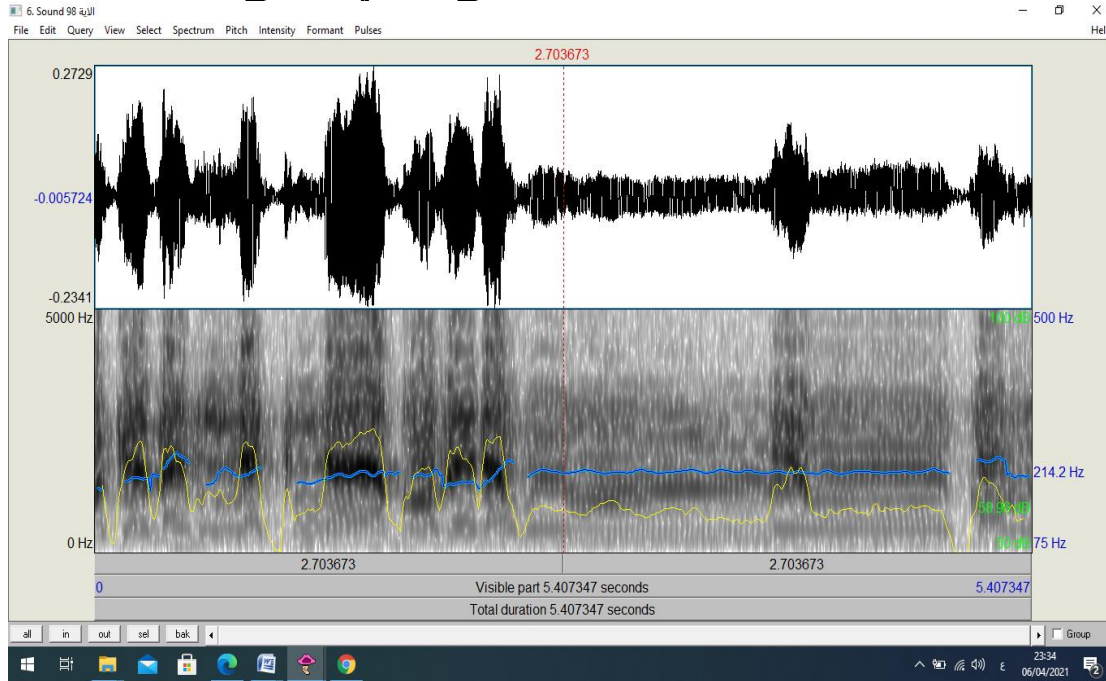 6. Sound 98 الاية
File Edit Query View Select Spectrum Pitch Intensity Formant Pulses Hel
2.703673
0.2729
-0.005724
-0.2341
5000 Hz
500 Hz
214.2 Hz
0 Hz
75 Hz
2.703673 2.703673
0 Visible part 5.407347 seconds 5.407347
Total duration 5.407347 seconds
all in out sel bak Group
ع 23:34
06/04/2021
2